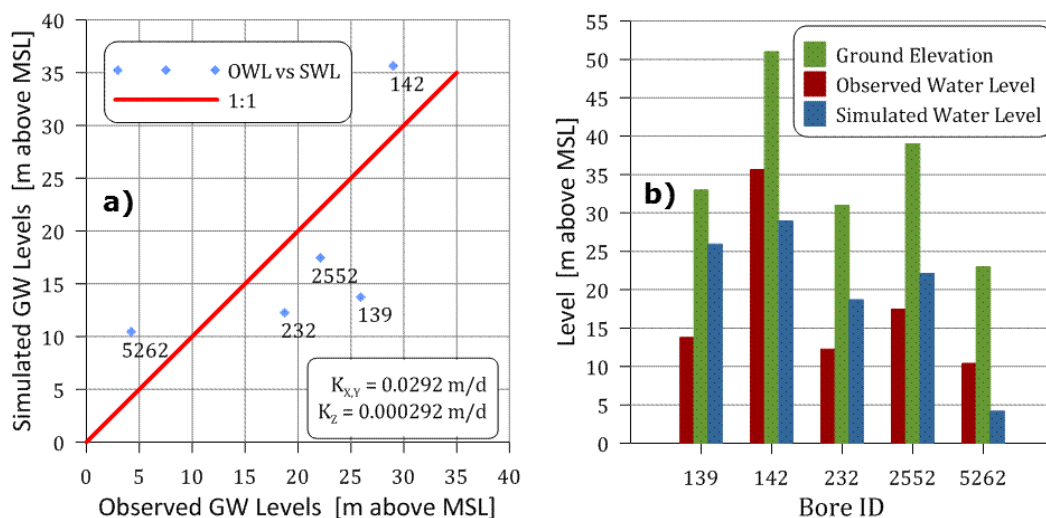 40
35
30
25
20
15
10
5
0
Simulated GW Levels [m above MSL]
OWL vs SWL
1:1
a)
142
2552
139
232
5262
K_X,Y = 0.0292 m/d
K_Z = 0.000292 m/d
0 5 10 15 20 25 30 35 40
Observed GW Levels [m above MSL]
55
50
45
40
35
30
25
20
15
10
5
0
Level [m above MSL]
Ground Elevation
Observed Water Level
Simulated Water Level
b)
139 142 232 2552 5262
Bore ID